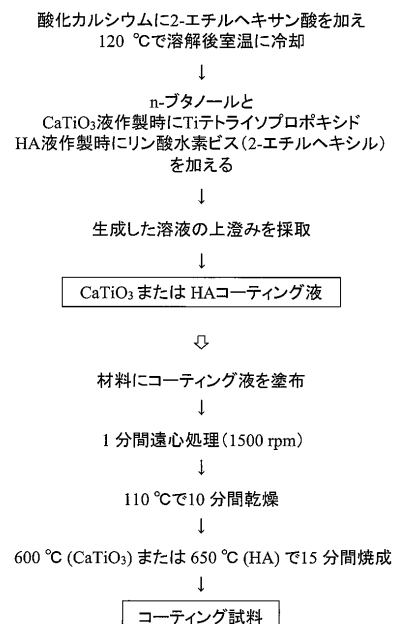 酸化カルシウムに2-エチルヘキサン酸を加え
120 ℃で溶解後室温に冷却
↓
n-ブタノールと
CaTiO₃液作製時にTiテトライソプロポキシド
HA液作製時にリン酸水素ビス（2-エチルヘキシル）
を加える
↓
生成した溶液の上澄みを採取
↓
CaTiO₃ または HAコーティング液
⇩
材料にコーティング液を塗布
↓
1 分間遠心処理（1500 rpm）
↓
110 ℃で10 分間乾燥
↓
600 ℃ (CaTiO₃) または 650 ℃ (HA) で15 分間焼成
↓
コーティング試料